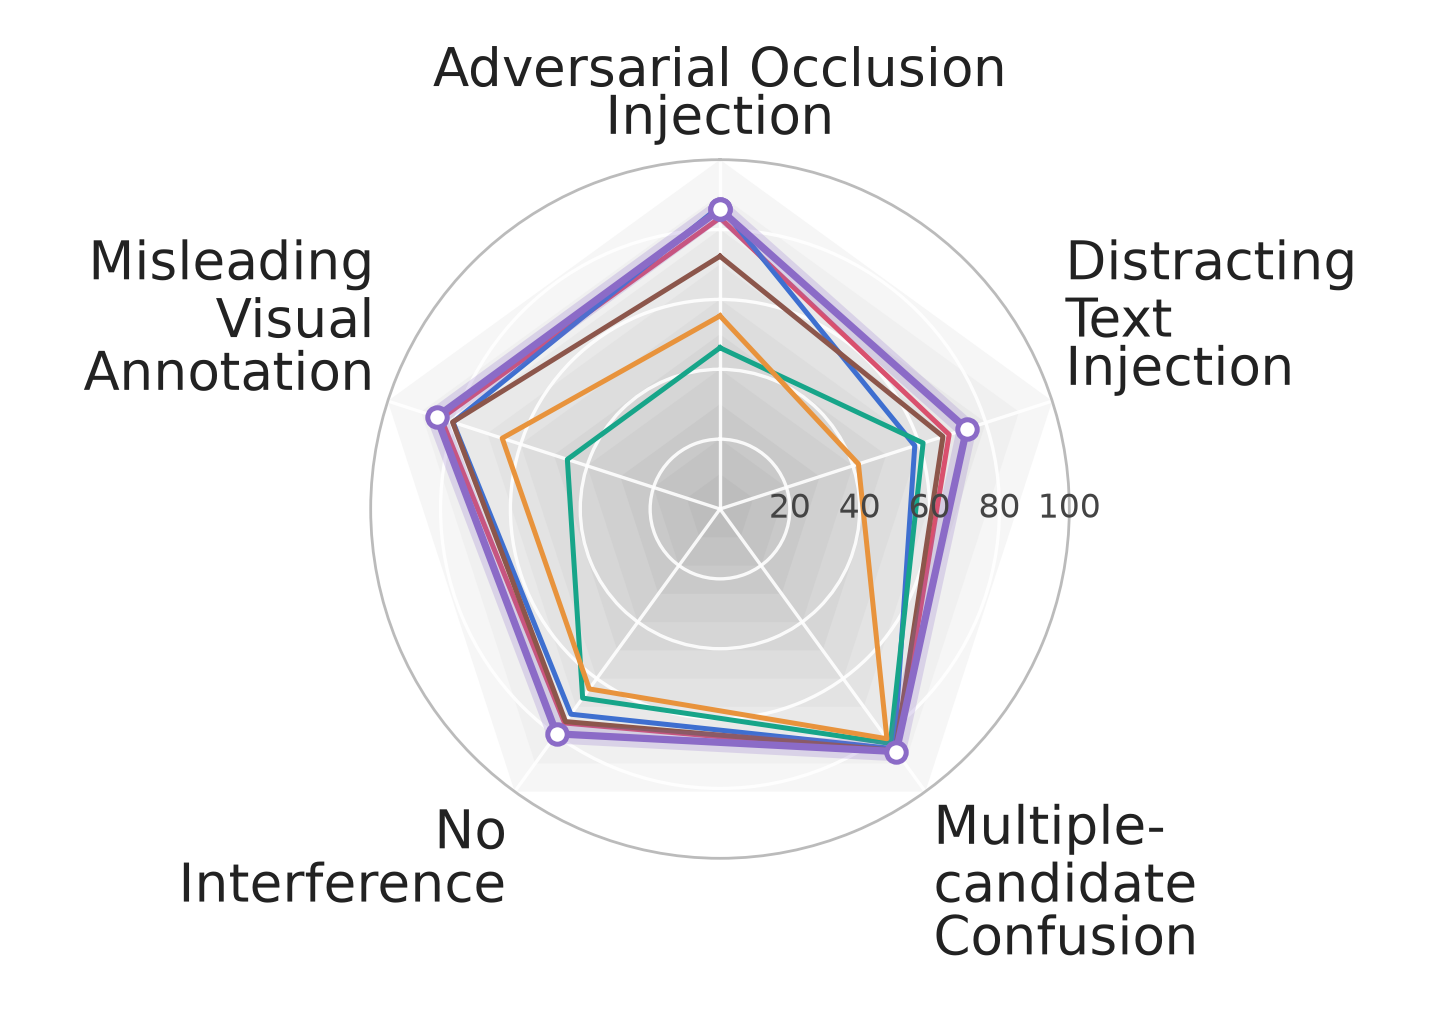 Adversarial Occlusion
Injection
Misleading
Visual
Annotation
Distracting
Text
Injection
20 40 60 80 100
No
Interference
Multiple-
candidate
Confusion